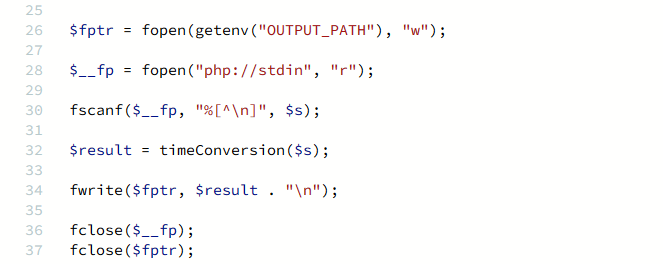 25
26 $fptr = fopen(getenv("OUTPUT_PATH"), "w");
27
28 $__fp = fopen("php://stdin", "r");
29
30 fscanf($__fp, "%[^\n]", $s);
31
32 $result = timeConversion($s);
33
34 fwrite($fptr, $result . "\n");
35
36 fclose($__fp);
37 fclose($fptr);